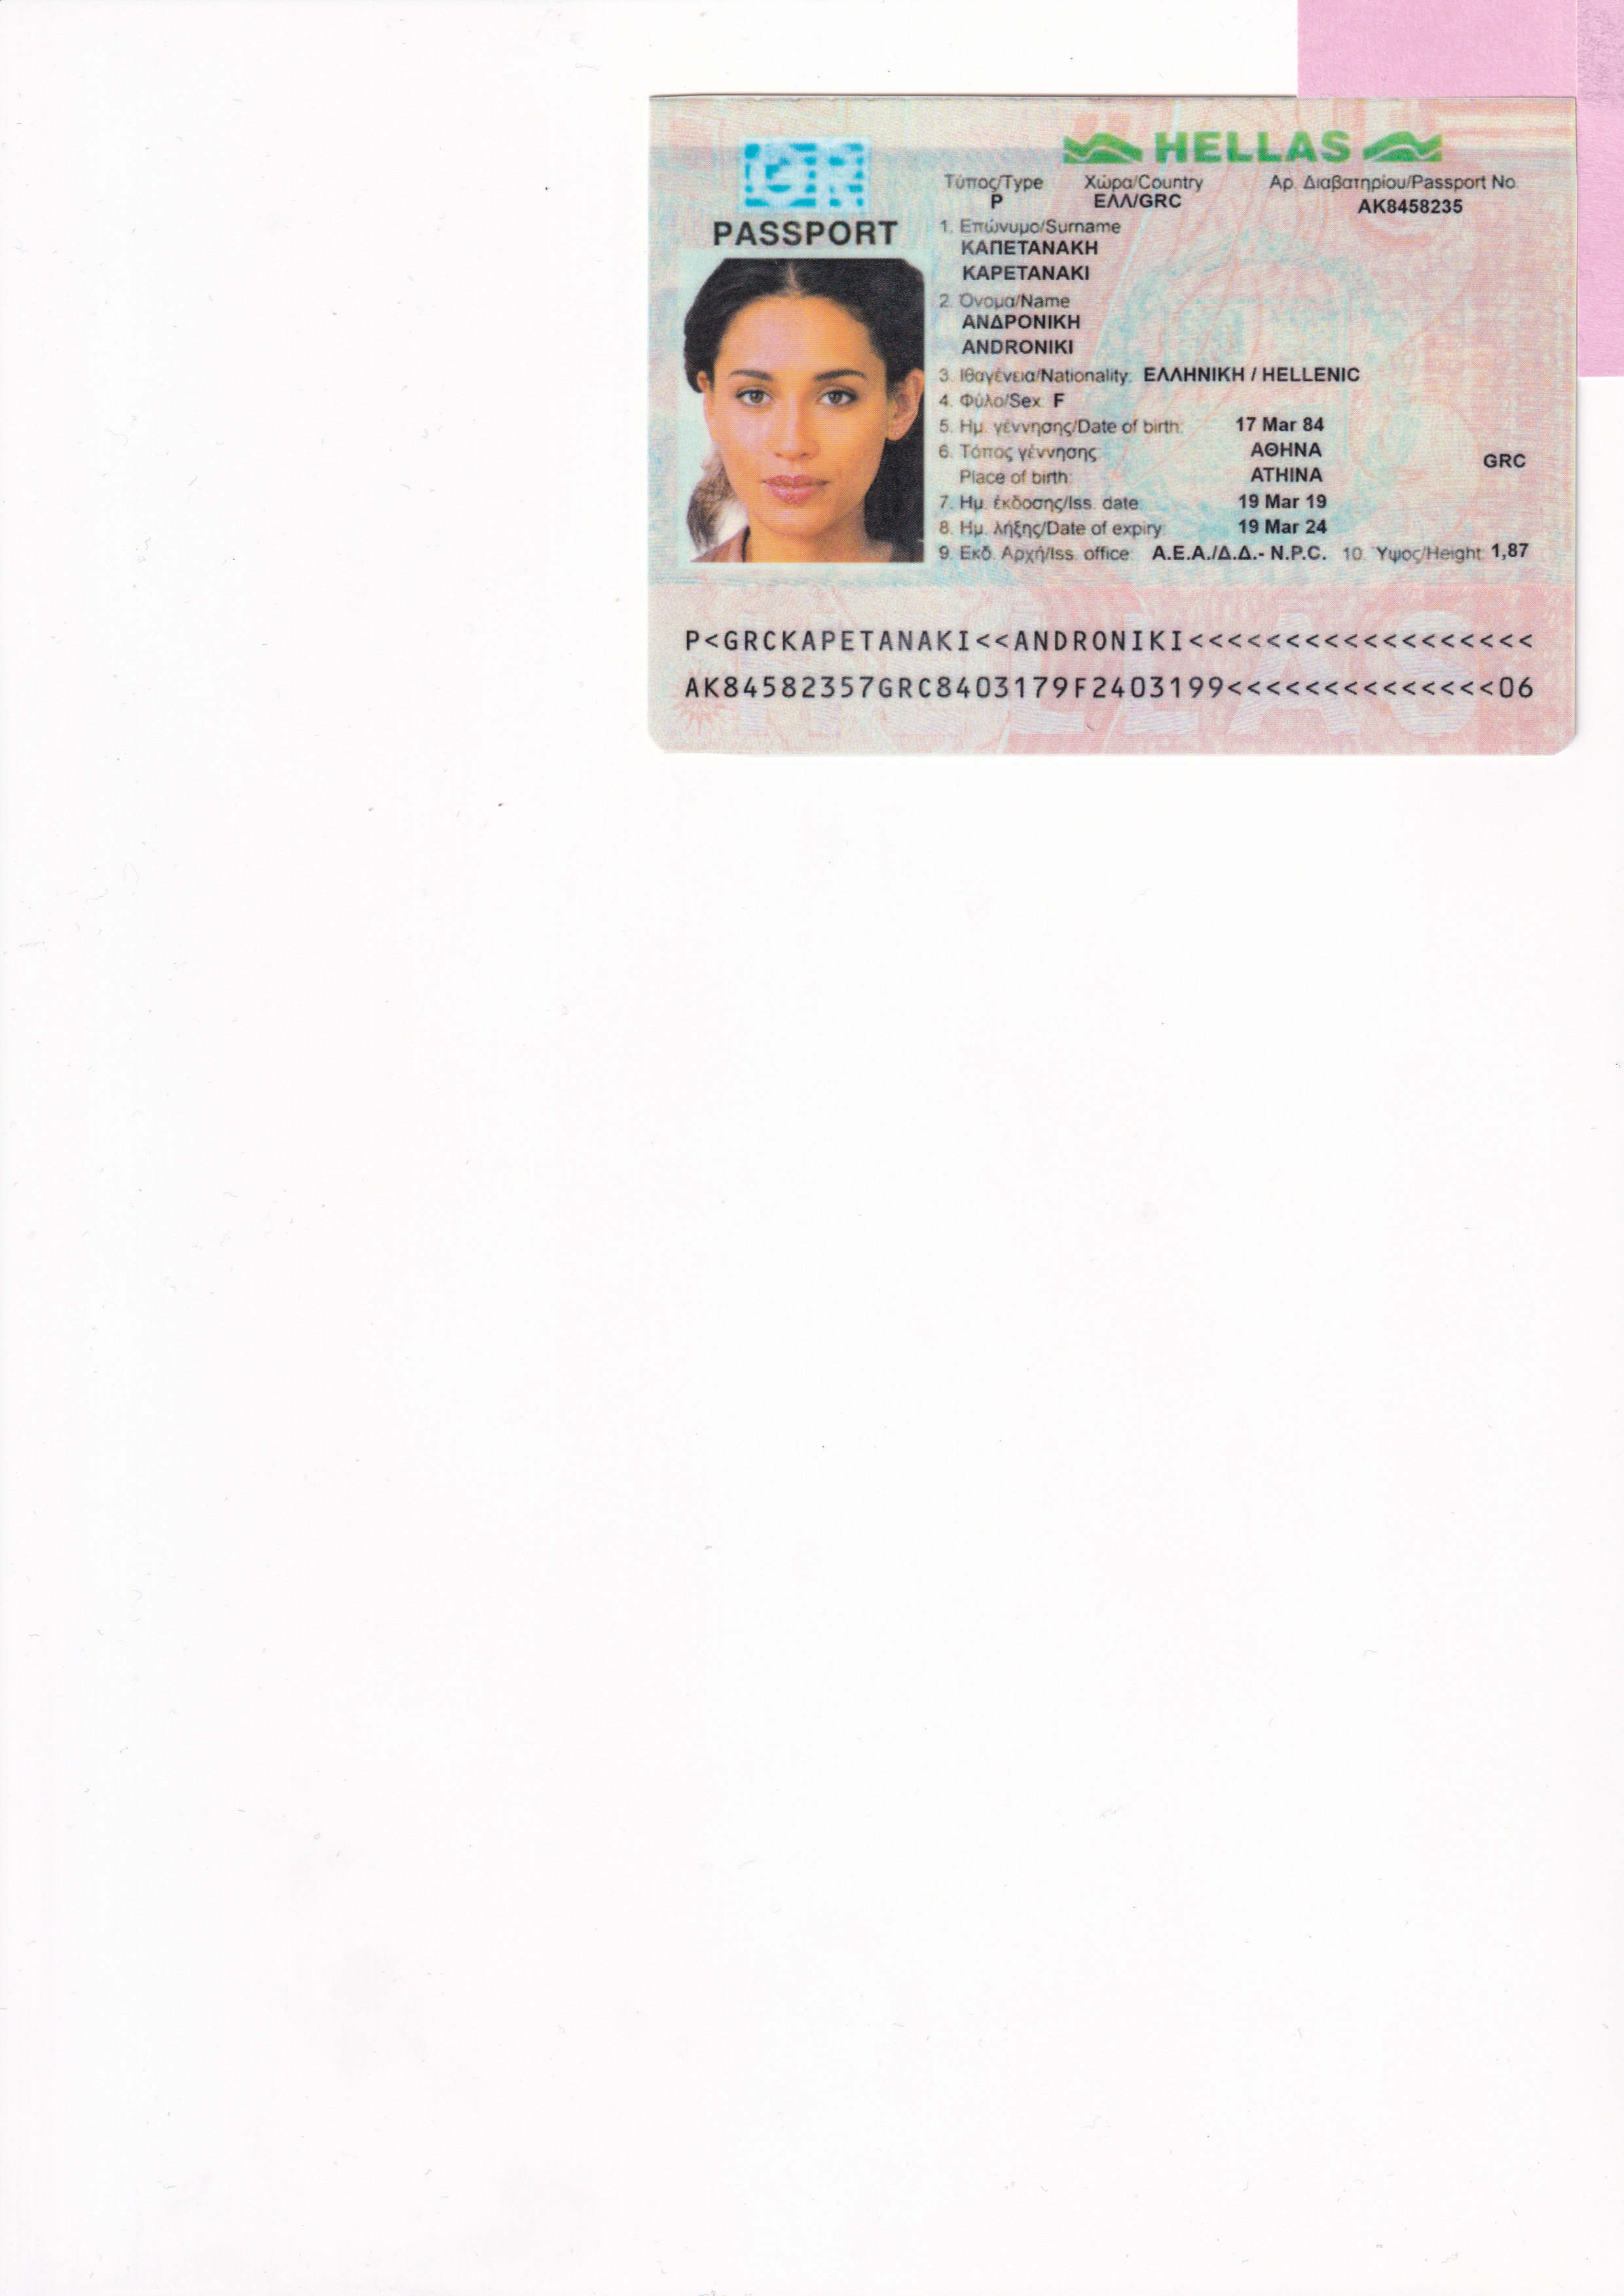 GR
HELLAS
PASSPORT
Τύπος/Type Χώρα/Country Αρ. Διαβατηρίου/Passport No
P ΕΛΛ/GRC AK8458235
1. Επώνυμο/Surname
ΚΑΠΕΤΑΝΑΚΗ
KAPETANAKI
2. Όνομα/Name
ΑΝΔΡΟΝΙΚΗ
ANDRONIKI
3. Ιθαγένεια/Nationality: ΕΛΛΗΝΙΚΗ / HELLENIC
4. Φύλο/Sex: F
5. Ημ. γέννησης/Date of birth: 17 Mar 84
6. Τόπος γέννησης: ΑΘΗΝΑ
Place of birth: ATHINA GRC
7. Ημ. έκδοσης/Iss. date: 19 Mar 19
8. Ημ. λήξης/Date of expiry: 19 Mar 24
9. Εκδ. Αρχή/Iss. office: Α.Ε.Α./Δ.Δ.- N.P.C. 10. Υψος/Height: 1,87
P<GRCKAPETANAKI<<ANDRONIKI<<<<<<<<<<<<<<<<<<
AK84582357GRC8403179F2403199<<<<<<<<<<<<<<06